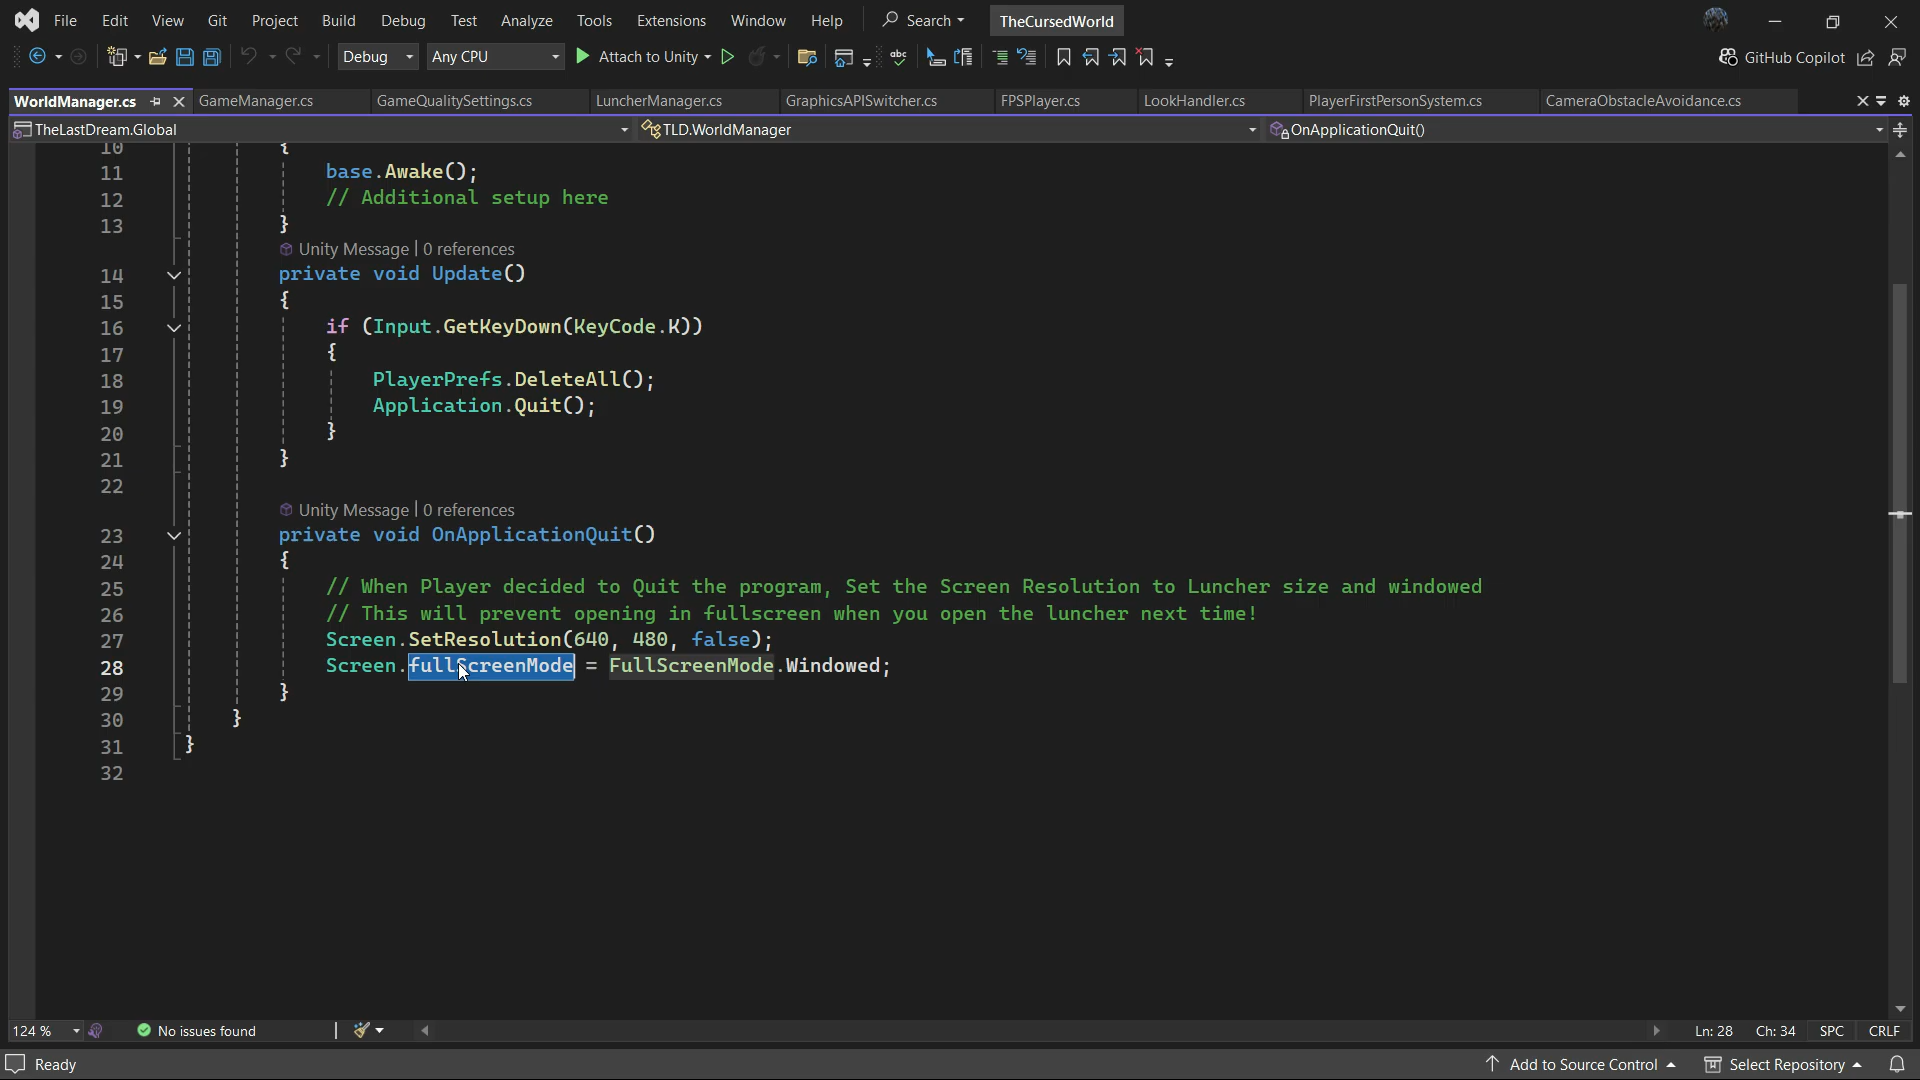 File Edit View Git Project Build Debug Test Analyze Tools Extensions Window Help Search TheCursedWorld
Debug Any CPU Attach to Unity GitHub Copilot
WorldManager.cs GameManager.cs GameQualitySettings.cs LuncherManager.cs GraphicsAPISwitcher.cs FPSPlayer.cs LookHandler.cs PlayerFirstPersonSystem.cs CameraObstacleAvoidance.cs
TheLastDream.Global TLD.WorldManager OnApplicationQuit()
10 {
11 base.Awake();
12 // Additional setup here
13 }
Unity Message | 0 references
14 private void Update()
15 {
16 if (Input.GetKeyDown(KeyCode.K))
17 {
18 PlayerPrefs.DeleteAll();
19 Application.Quit();
20 }
21 }
22
Unity Message | 0 references
23 private void OnApplicationQuit()
24 {
25 // When Player decided to Quit the program, Set the Screen Resolution to Luncher size and windowed
26 // This will prevent opening in fullscreen when you open the luncher next time!
27 Screen.SetResolution(640, 480, false);
28 Screen.fullScreenMode = FullScreenMode.Windowed;
29 }
30 }
31 }
32
124 % No issues found Ln: 28 Ch: 34 SPC CRLF
Ready Add to Source Control Select Repository